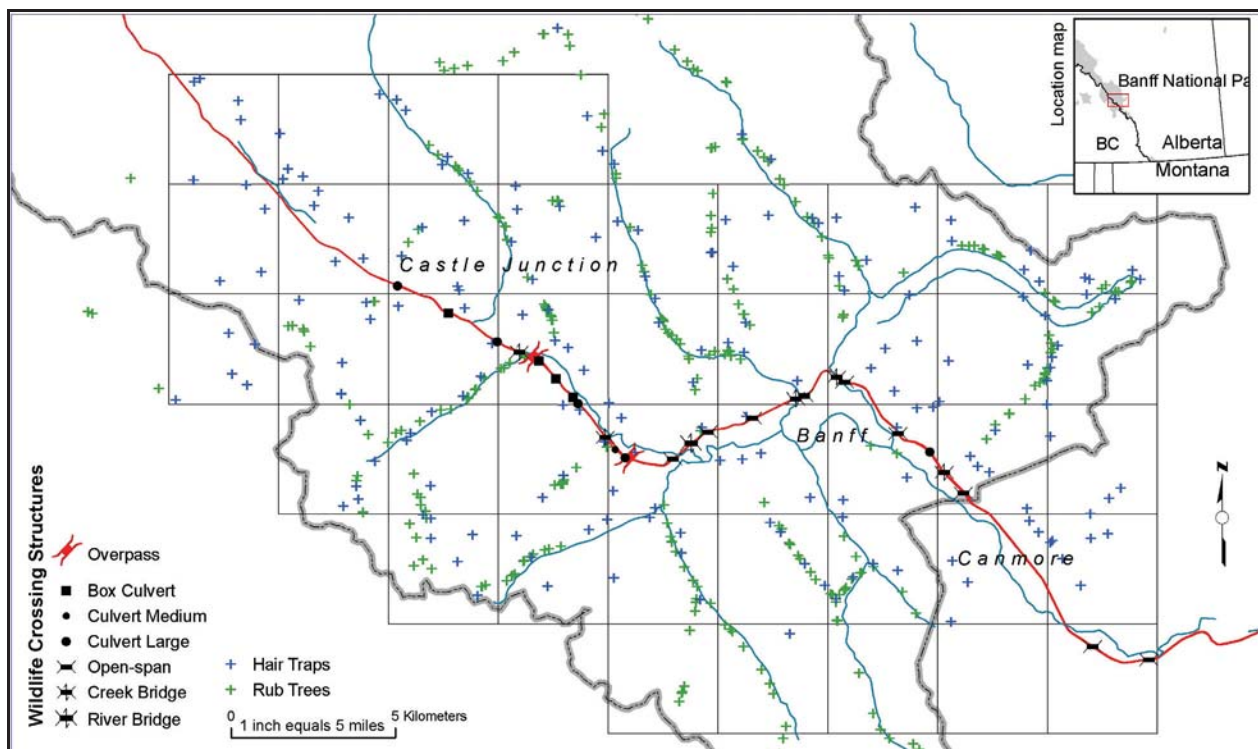 Location map
Banff National Pa
BC
Alberta
Montana
Castle Junction
Banff
Canmore
z
Wildlife Crossing Structures
Overpass
Box Culvert
Culvert Medium
Culvert Large
Open-span
Creek Bridge
River Bridge
Hair Traps
Rub Trees
0
5 Kilometers
1 inch equals 5 miles